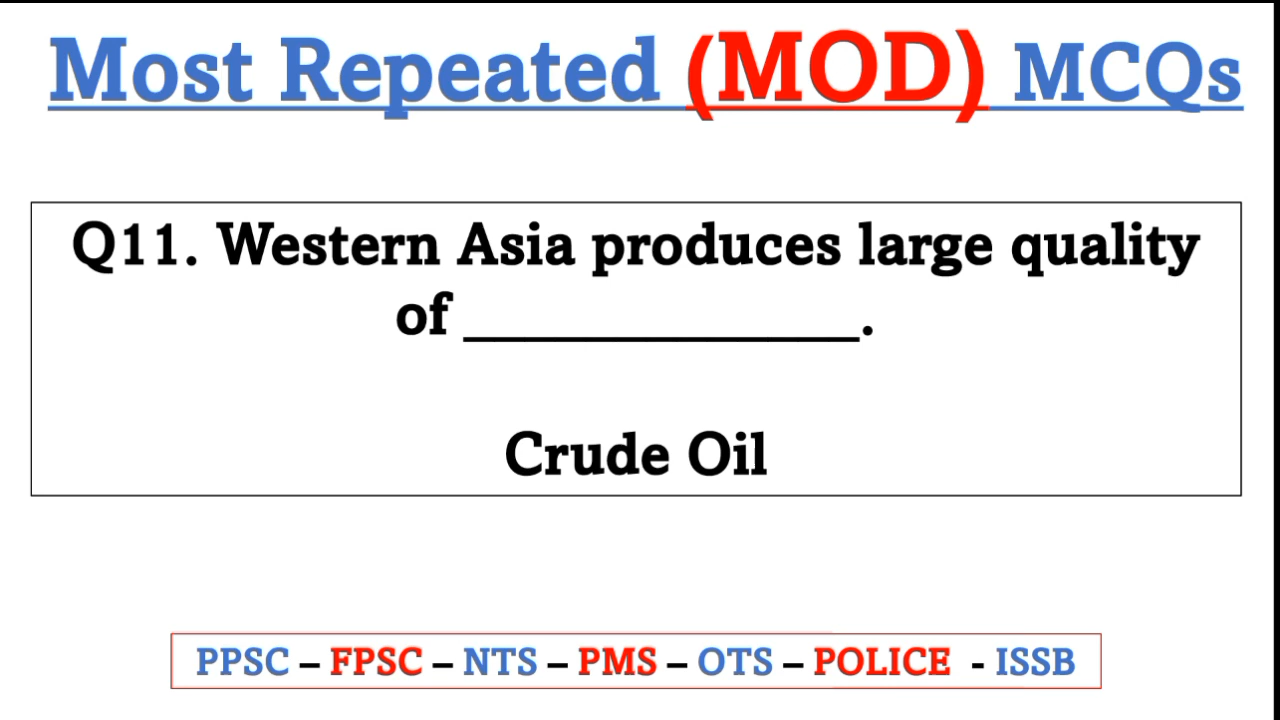 Most Repeated (MOD) MCQs
Q11. Western Asia produces large quality
of ______________.
Crude Oil
PPSC – FPSC – NTS – PMS – OTS – POLICE - ISSB